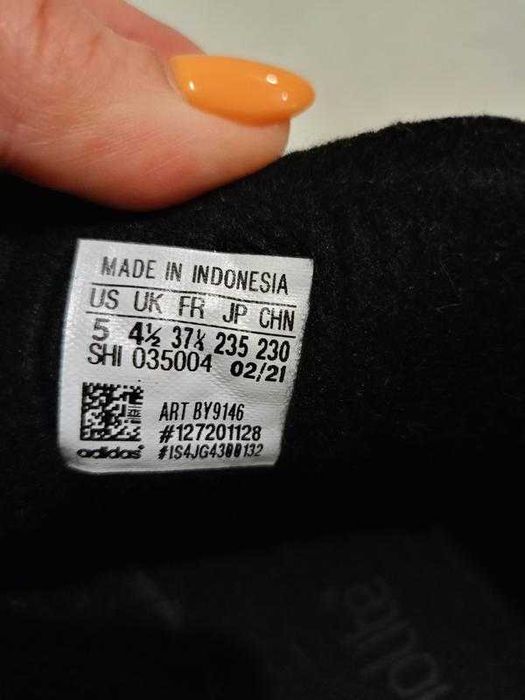 MADE IN INDONESIA
US UK FR JP CHN
5 4½ 37⅓ 235 230
SHI 035004 02/21
ART BY9146
#127201128
adidas